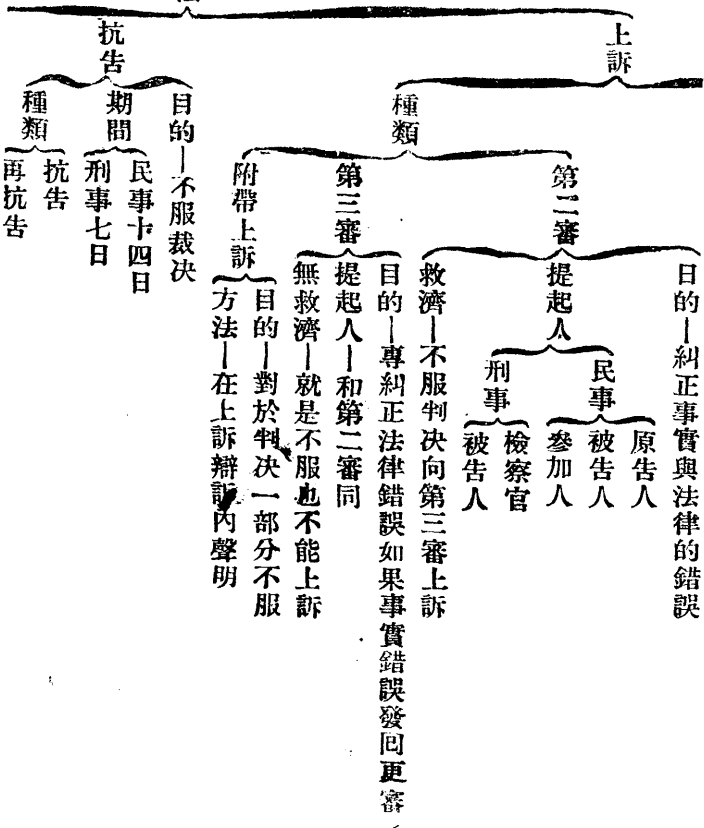 上訴
種類
第二審
目的—糾正事實與法律的錯誤
提起人
民事
原告人
被告人
參加人
刑事
檢察官
被告人
救濟—不服判决向第三審上訴
第三審
目的—專糾正法律錯誤如果事實錯誤發囘更審
提起人—和第二審同
無救濟—就是不服也不能上訴
附帶上訴
目的—對於判决一部分不服
方法—在上訴辯訴內聲明
抗告
目的—不服裁决
期間
民事十四日
刑事七日
種類
抗告
再抗告